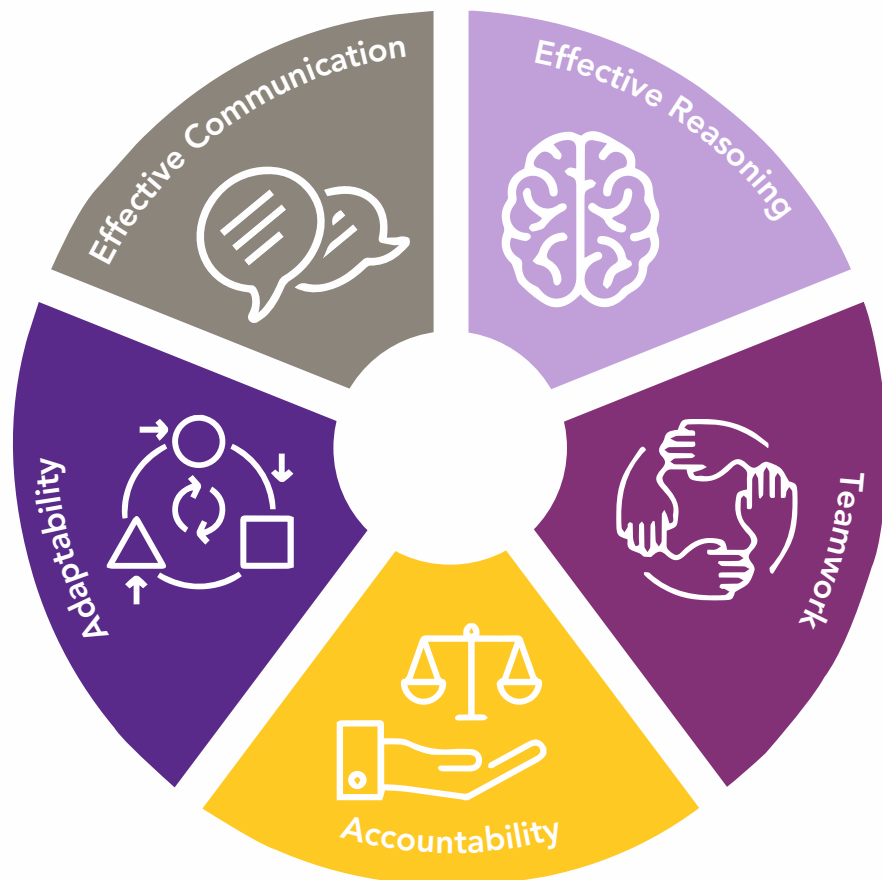 Effective Communication
Effective Reasoning
Teamwork
Accountability
Adaptability